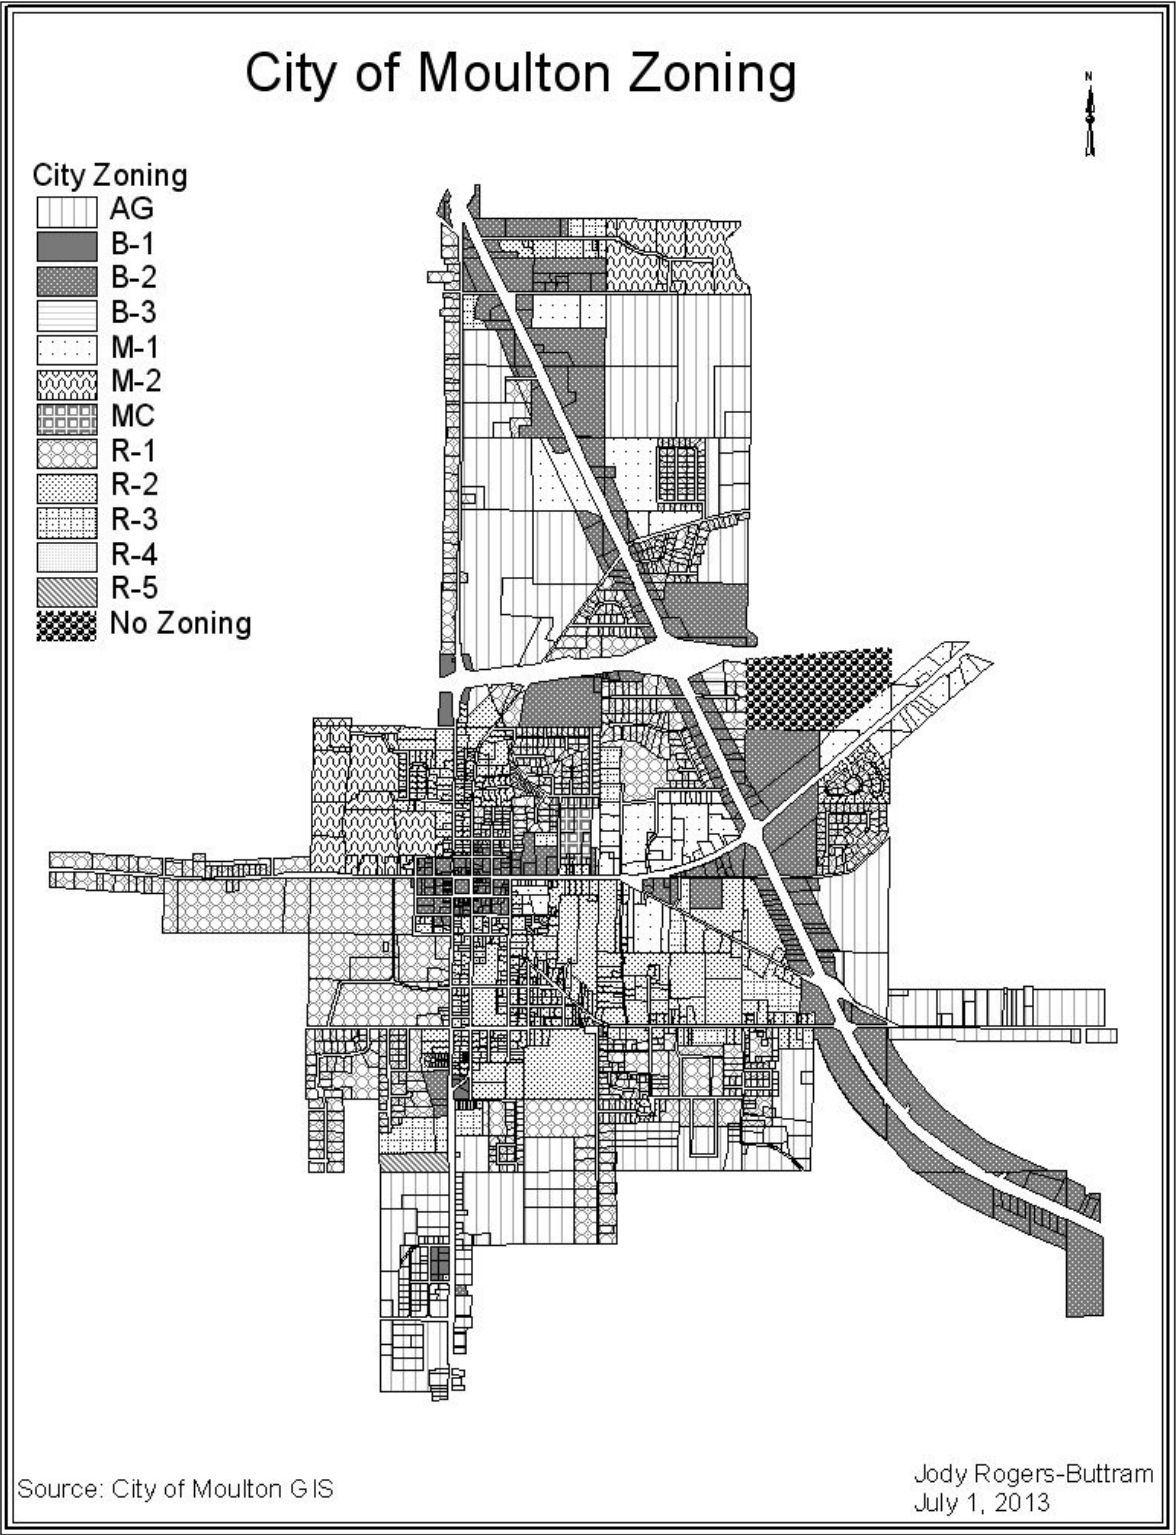 City of Moulton Zoning
N
City Zoning
AG
B-1
B-2
B-3
M-1
M-2
MC
R-1
R-2
R-3
R-4
R-5
No Zoning
Source: City of Moulton GIS
Jody Rogers-Buttram
July 1, 2013